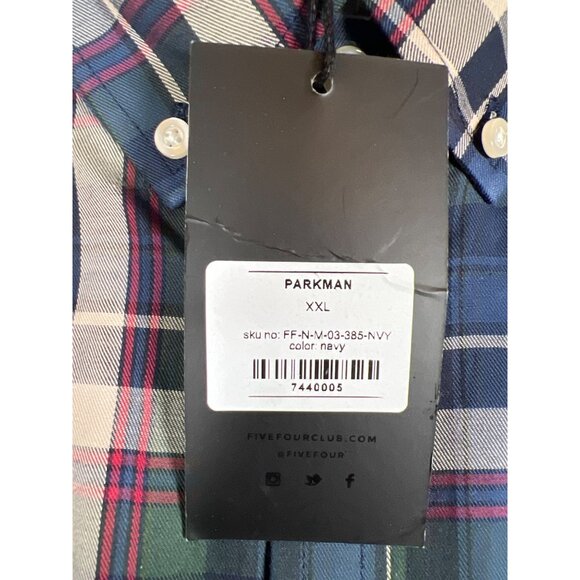 PARKMAN
XXL
sku no: FF-N-M-03-385-NVY
color: navy
7440005
FIVEFOURCLUB.COM
@FIVEFOUR